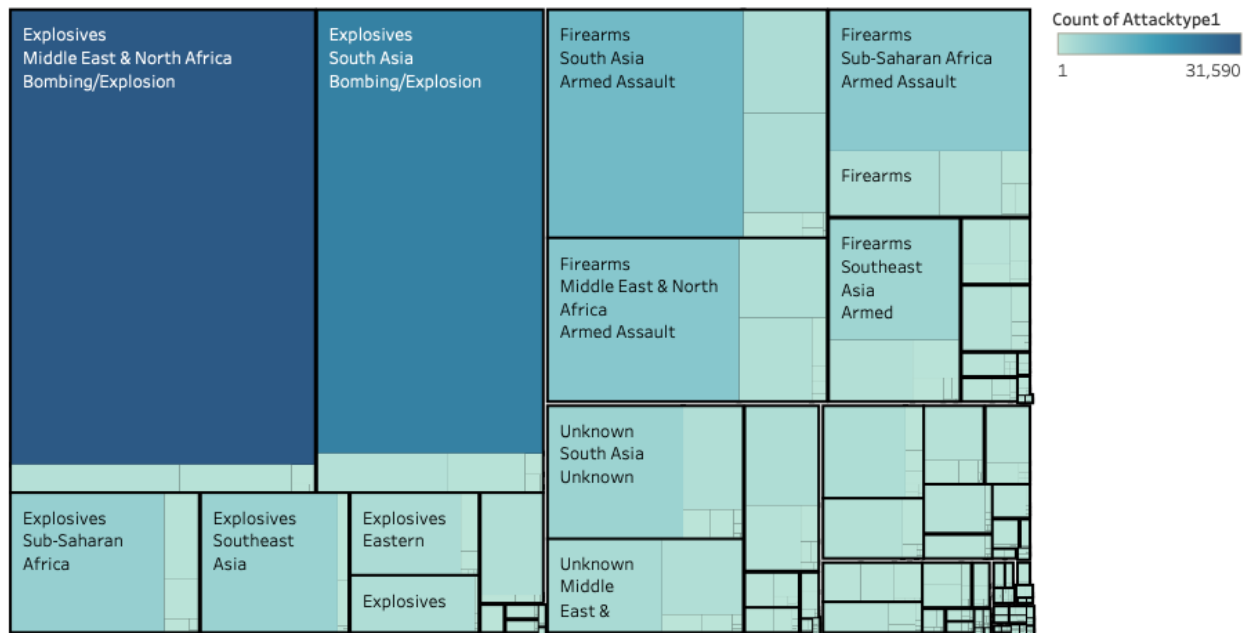 Explosives
Middle East & North Africa
Bombing/Explosion
Explosives
South Asia
Bombing/Explosion
Firearms
South Asia
Armed Assault
Firearms
Sub-Saharan Africa
Armed Assault
Firearms
Firearms
Middle East & North
Africa
Armed Assault
Firearms
Southeast
Asia
Armed
Unknown
South Asia
Unknown
Unknown
Middle
East &
Explosives
Sub-Saharan
Africa
Explosives
Southeast
Asia
Explosives
Eastern
Explosives
Count of Attacktype1
1 31,590